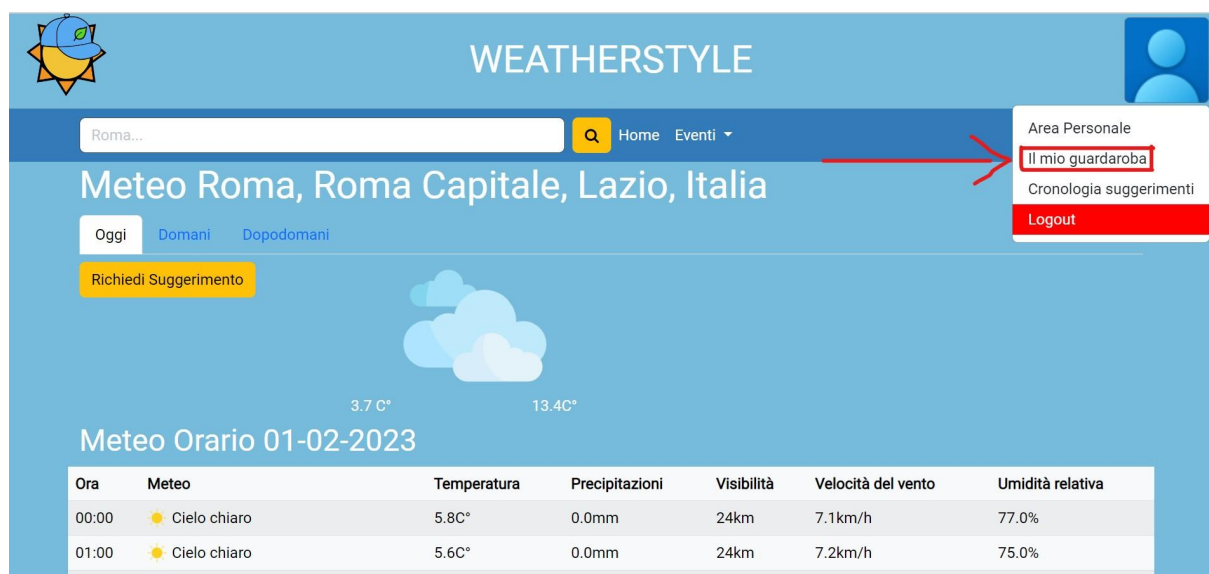 WEATHERSTYLE
Roma...
Home Eventi
Area Personale
Il mio guardaroba
Cronologia suggerimenti
Logout
Meteo Roma, Roma Capitale, Lazio, Italia
Oggi Domani Dopodomani
Richiedi Suggerimento
3.7 C° 13.4C°
Meteo Orario 01-02-2023
Ora Meteo Temperatura Precipitazioni Visibilità Velocità del vento Umidità relativa
00:00 Cielo chiaro 5.8C° 0.0mm 24km 7.1km/h 77.0%
01:00 Cielo chiaro 5.6C° 0.0mm 24km 7.2km/h 75.0%